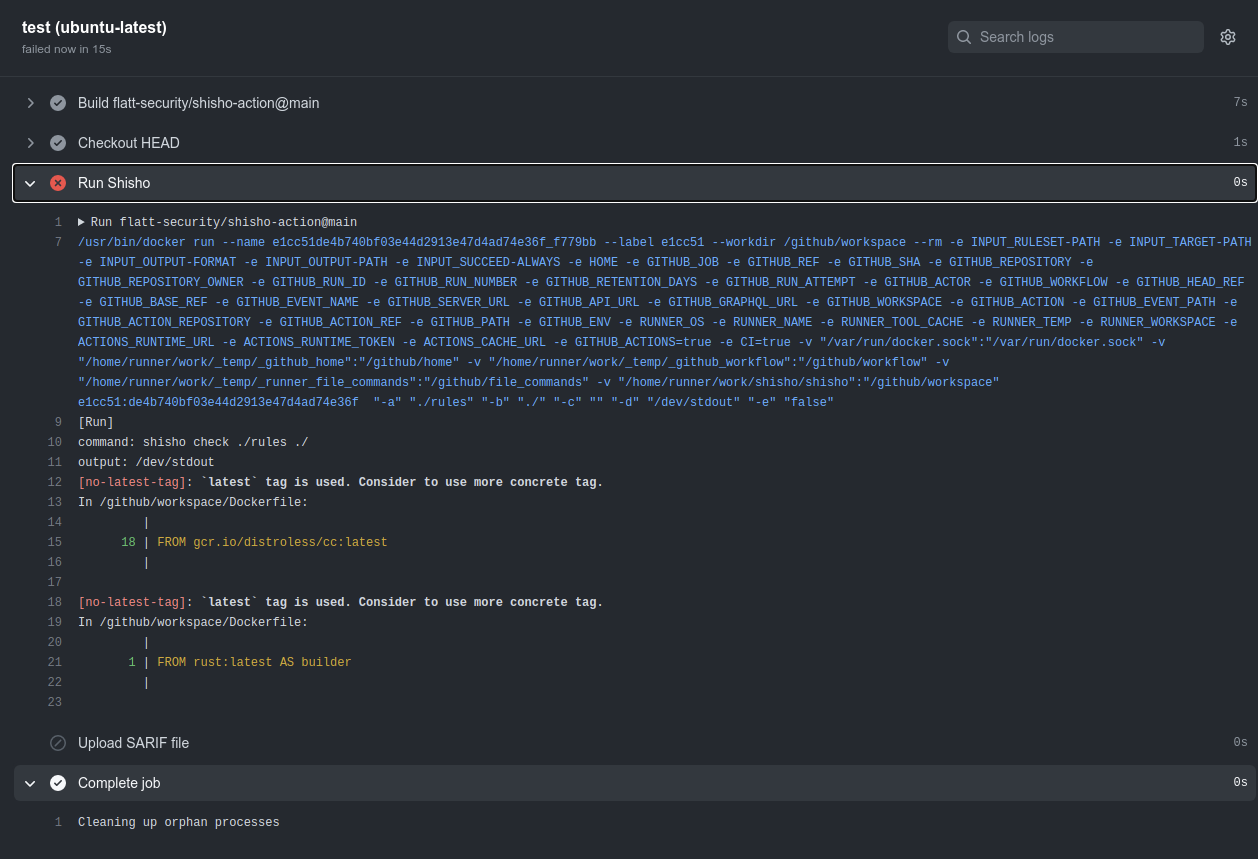 test (ubuntu-latest)
failed now in 15s
Search logs
Build flatt-security/shisho-action@main 7s
Checkout HEAD 1s
Run Shisho 0s
1 Run flatt-security/shisho-action@main
7 /usr/bin/docker run --name e1cc51de4b740bf03e44d2913e47d4ad74e36f_f779bb --label e1cc51 --workdir /github/workspace --rm -e INPUT_RULESET-PATH -e INPUT_TARGET-PATH
-e INPUT_OUTPUT-FORMAT -e INPUT_OUTPUT-PATH -e INPUT_SUCCEED-ALWAYS -e HOME -e GITHUB_JOB -e GITHUB_REF -e GITHUB_SHA -e GITHUB_REPOSITORY -e
GITHUB_REPOSITORY_OWNER -e GITHUB_RUN_ID -e GITHUB_RUN_NUMBER -e GITHUB_RETENTION_DAYS -e GITHUB_RUN_ATTEMPT -e GITHUB_ACTOR -e GITHUB_WORKFLOW -e GITHUB_HEAD_REF
-e GITHUB_BASE_REF -e GITHUB_EVENT_NAME -e GITHUB_SERVER_URL -e GITHUB_API_URL -e GITHUB_GRAPHQL_URL -e GITHUB_WORKSPACE -e GITHUB_ACTION -e GITHUB_EVENT_PATH -e
GITHUB_ACTION_REPOSITORY -e GITHUB_ACTION_REF -e GITHUB_PATH -e GITHUB_ENV -e RUNNER_OS -e RUNNER_NAME -e RUNNER_TOOL_CACHE -e RUNNER_TEMP -e RUNNER_WORKSPACE -e
ACTIONS_RUNTIME_URL -e ACTIONS_RUNTIME_TOKEN -e ACTIONS_CACHE_URL -e GITHUB_ACTIONS=true -e CI=true -v "/var/run/docker.sock":"/var/run/docker.sock" -v
"/home/runner/work/_temp/_github_home":"/github/home" -v "/home/runner/work/_temp/_github_workflow":"/github/workflow" -v
"/home/runner/work/_temp/_runner_file_commands":"/github/file_commands" -v "/home/runner/work/shisho/shisho":"/github/workspace"
e1cc51:de4b740bf03e44d2913e47d4ad74e36f  "-a" "./rules" "-b" "./" "-c" "" "-d" "/dev/stdout" "-e" "false"
9 [Run]
10 command: shisho check ./rules ./
11 output: /dev/stdout
12 [no-latest-tag]: `latest` tag is used. Consider to use more concrete tag.
13 In /github/workspace/Dockerfile:
14 |
15 18 | FROM gcr.io/distroless/cc:latest
16 |
17
18 [no-latest-tag]: `latest` tag is used. Consider to use more concrete tag.
19 In /github/workspace/Dockerfile:
20 |
21 1 | FROM rust:latest AS builder
22 |
23
Upload SARIF file 0s
Complete job 0s
1 Cleaning up orphan processes